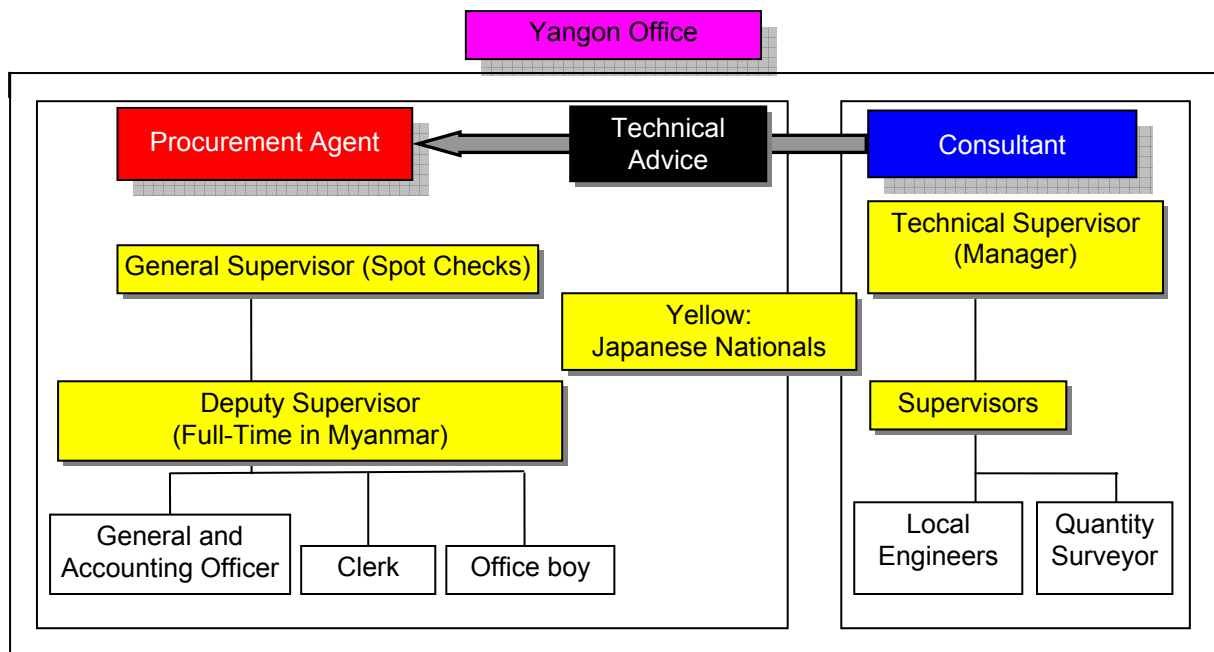 Yangon Office
Procurement Agent
Technical
Advice
Consultant
General Supervisor (Spot Checks)
Technical Supervisor
(Manager)
Yellow:
Japanese Nationals
Deputy Supervisor
(Full-Time in Myanmar)
Supervisors
General and
Accounting Officer
Clerk
Office boy
Local
Engineers
Quantity
Surveyor